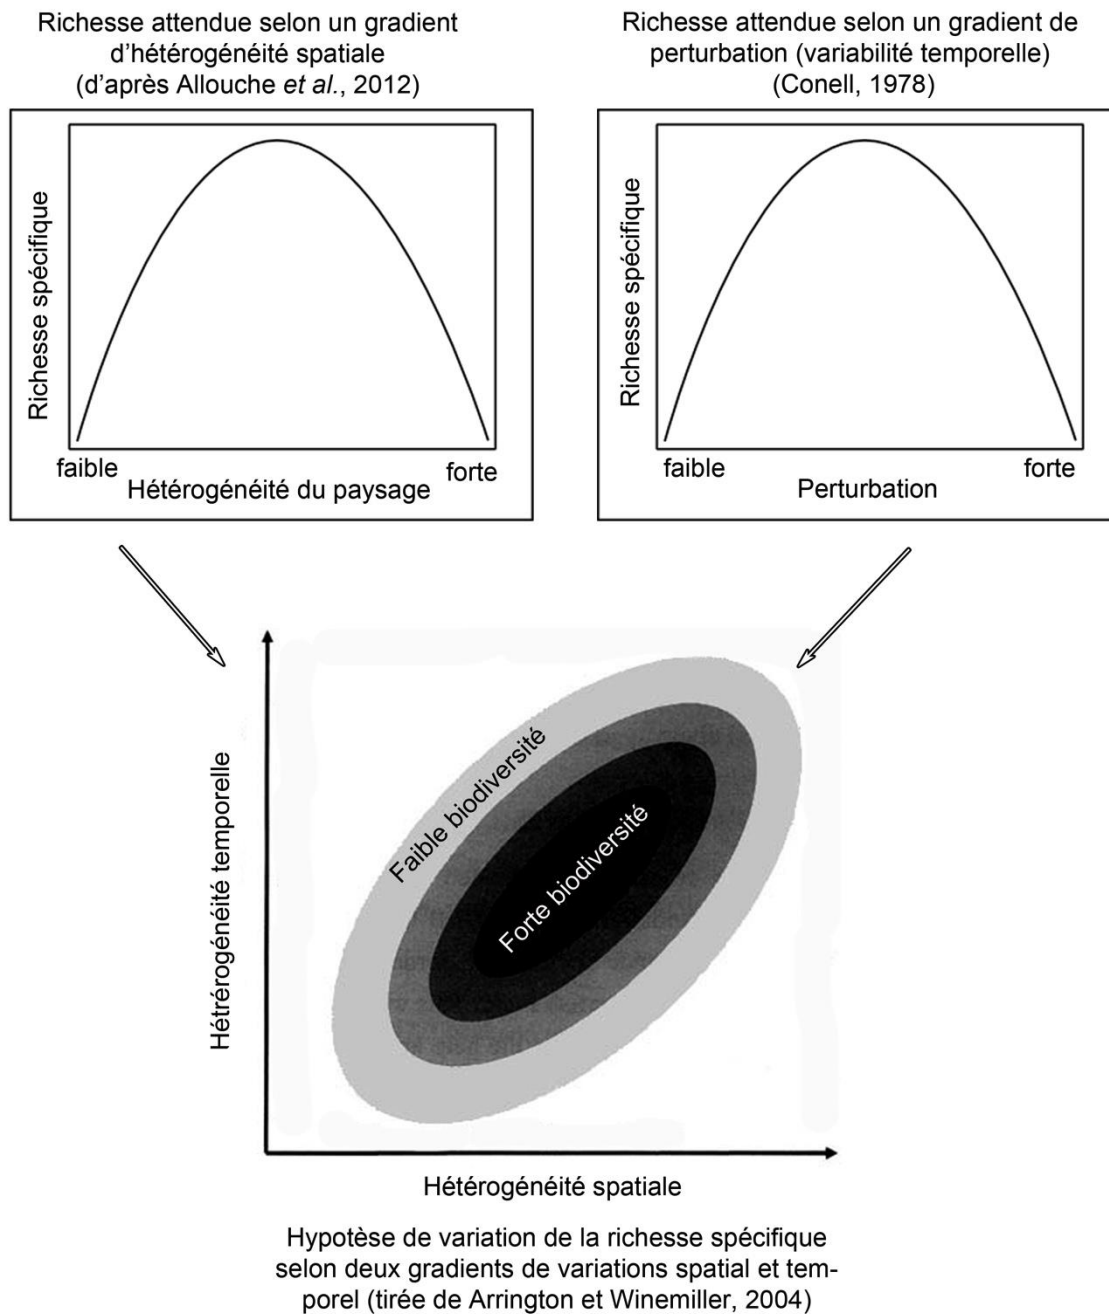 Richesse attendue selon un gradient
d'hétérogénéité spatiale
(d'après Allouche et al., 2012)
Richesse spécifique
faible
forte
Hétérogénéité du paysage
Richesse attendue selon un gradient de
perturbation (variabilité temporelle)
(Conell, 1978)
Richesse spécifique
faible
forte
Perturbation
Hétrérogénéité temporelle
Faible biodiversité
Forte biodiversité
Hétérogénéité spatiale
Hypotèse de variation de la richesse spécifique
selon deux gradients de variations spatial et tem-
porel (tirée de Arrington et Winemiller, 2004)